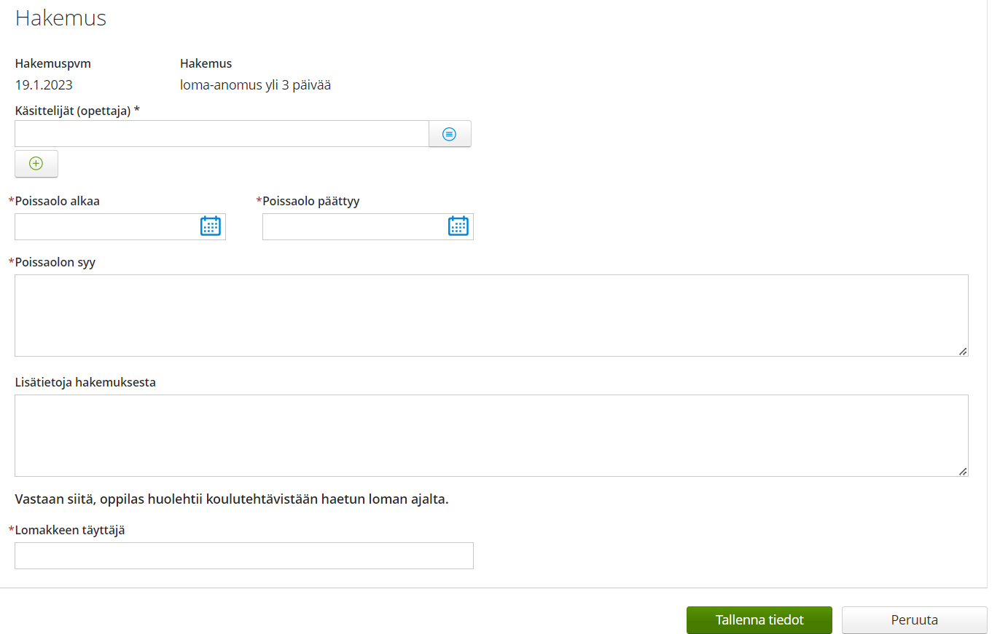 Hakemus
Hakemuspvm Hakemus
19.1.2023 loma-anomus yli 3 päivää
Käsittelijät (opettaja) *
*Poissaolo alkaa *Poissaolo päättyy
*Poissaolon syy
Lisätietoja hakemuksesta
Vastaan siitä, oppilas huolehtii koulutehtävistään haetun loman ajalta.
*Lomakkeen täyttäjä
Tallenna tiedot Peruuta